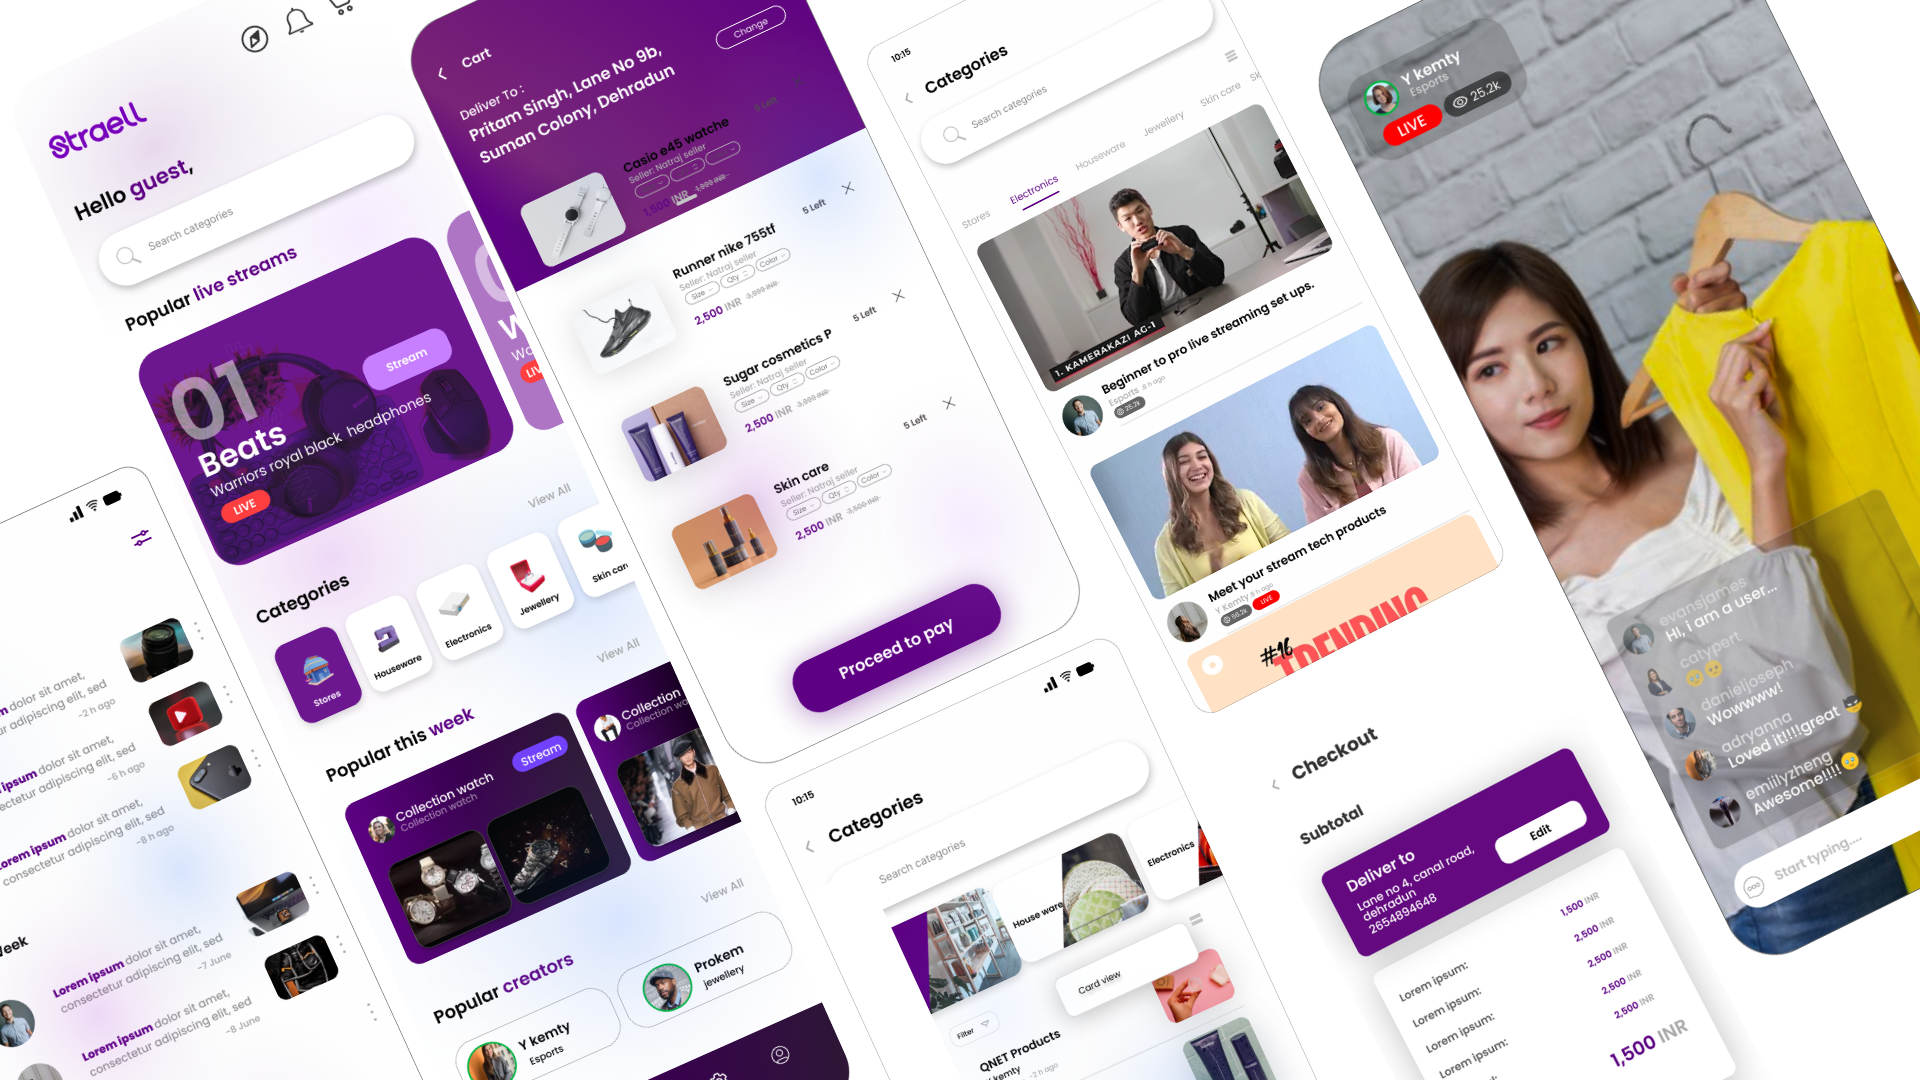 Straell
Hello guest,
Search categories
Popular live streams
01
Beats
Warriors royal black headphones
LIVE
Stream
View All
Categories
Stores
Houseware
Electronics
Jewellery
Skin care
View All
Popular this week
Collection watch
Collection watch
Stream
Collection
View All
Popular creators
Y kemty
Esports
Prokem
jewellery
dolor sit amet,
adipiscing elit, sed
~2 h ago
ipsum dolor sit amet,
adipiscing elit, sed
~6 h ago
Lorem ipsum dolor sit amet,
consectetur adipiscing elit, sed
~8 h ago
Lorem ipsum dolor sit amet,
consectetur adipiscing elit, sed
~7 June
Lorem ipsum dolor sit amet,
consectetur adipiscing elit, sed
~8 June
Cart
Deliver To :
Change
Pritam Singh, Lane No 9b,
Suman Colony, Dehradun
Casio e45 watche
Seller: Natraj seller
1,500 INR
5 Left
Runner nike 755tf
Seller: Natraj seller
Size
Qty
Color
2,500 INR 3,999 INR
5 Left
Sugar cosmetics P
Seller: Natraj seller
Size
Qty
Color
2,500 INR 3,999 INR
5 Left
Skin care
Seller: Natraj seller
Size
Qty
Color
2,500 INR 3,500 INR
5 Left
Proceed to pay
10:15
Categories
Search categories
Stores
Electronics
Houseware
Jewellery
Skin care
Sk
1. KAMERAKAZI AG-1
Beginner to pro live streaming set ups.
Esports 8 h ago
25.2k
Meet your stream tech products
Y Kemty 8 h ago
LIVE
#16
TRENDING
10:15
Categories
Search categories
House ware
Electronics
Card view
Filter
QNET Products
kemty
~2 h ago
Checkout
Subtotal
Deliver to
Lane no 4, canal road,
dehradun
2654894648
Edit
Lorem ipsum:
1,500 INR
Lorem ipsum:
2,500 INR
Lorem ipsum:
2,500 INR
Lorem ipsum:
2,500 INR
2,500 INR
1,500 INR
Y kemty
Esports
LIVE
25.2k
evansjames
HI, i am a user...
catypert
🥹🥹
danieljoseph
Wowwww!
adryanna
Loved it!!!!great
emiilyzheng
Awesome!!!!
Start typing....